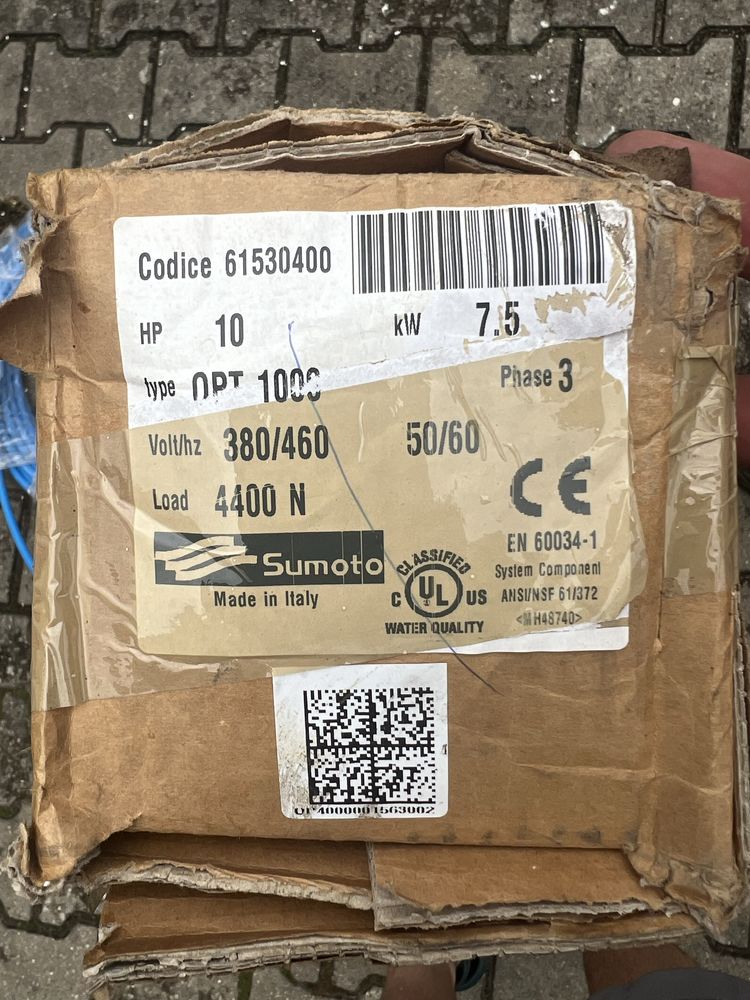 Codice 61530400
HP 10 kW 7.5
type OPT 1000 Phase 3
Volt/hz 380/460 50/60
Load 4400 N
CE
EN 60034-1
Sumoto
Made in Italy
CLASSIFIED
C UL US
WATER QUALITY
System Component
ANSI/NSF 61/372
<MH48740>